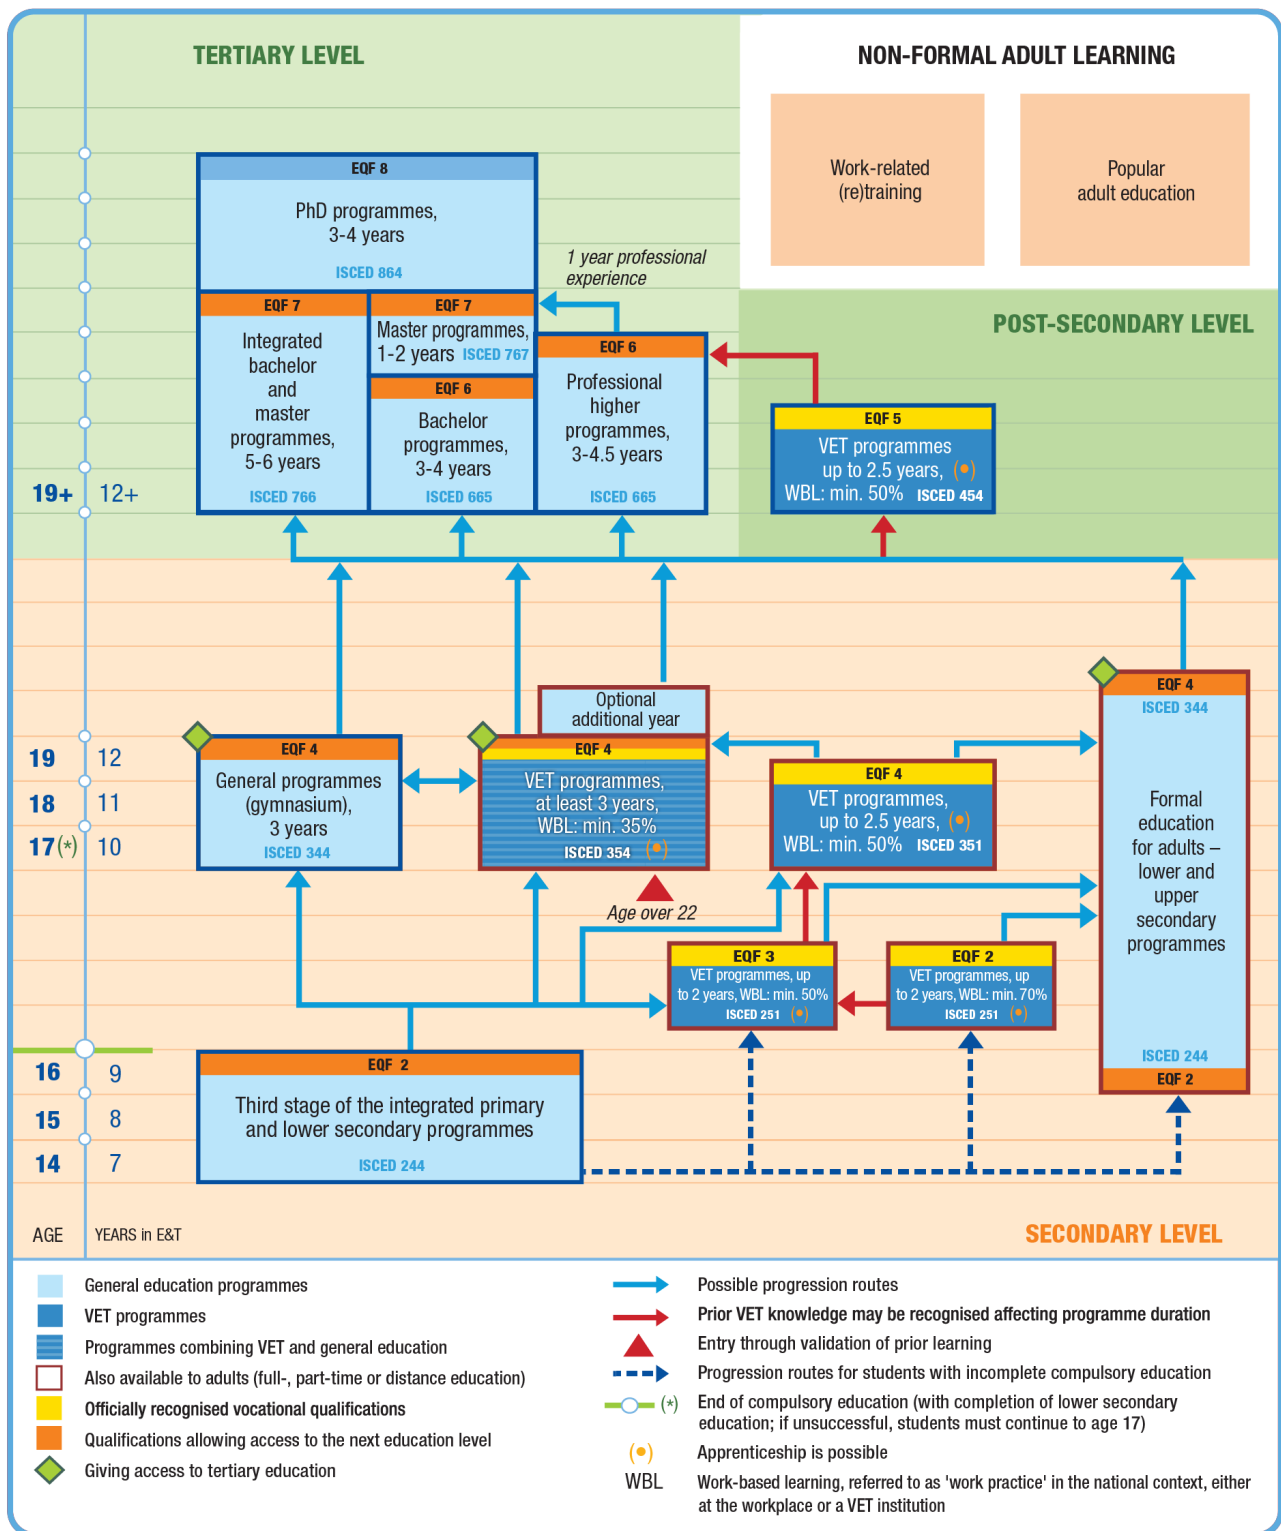 TERTIARY LEVEL
NON-FORMAL ADULT LEARNING
Work-related
(re)training
Popular
adult education
EQF 8
PhD programmes,
3-4 years
ISCED 864
1 year professional
experience
POST-SECONDARY LEVEL
EQF 7
Integrated
bachelor
and
master
programmes,
5-6 years
ISCED 766
EQF 7
Master programmes,
1-2 years ISCED 767
EQF 6
Bachelor
programmes,
3-4 years
ISCED 665
EQF 6
Professional
higher
programmes,
3-4.5 years
ISCED 665
EQF 5
VET programmes
up to 2.5 years, (•)
WBL: min. 50% ISCED 454
19+ 12+
Optional
additional year
EQF 4
General programmes
(gymnasium),
3 years
ISCED 344
EQF 4
VET programmes,
at least 3 years,
WBL: min. 35%
ISCED 354 (•)
Age over 22
EQF 4
VET programmes,
up to 2.5 years, (•)
WBL: min. 50% ISCED 351
EQF 4
ISCED 344
Formal
education
for adults –
lower and
upper
secondary
programmes
ISCED 244
EQF 2
19 12
18 11
17(*) 10
EQF 3
VET programmes, up
to 2 years, WBL: min. 50%
ISCED 251 (•)
EQF 2
VET programmes, up
to 2 years, WBL: min. 70%
ISCED 251 (•)
EQF 2
Third stage of the integrated primary
and lower secondary programmes
ISCED 244
16 9
15 8
14 7
AGE YEARS in E&T
SECONDARY LEVEL
General education programmes
VET programmes
Programmes combining VET and general education
Also available to adults (full-, part-time or distance education)
Officially recognised vocational qualifications
Qualifications allowing access to the next education level
Giving access to tertiary education
Possible progression routes
Prior VET knowledge may be recognised affecting programme duration
Entry through validation of prior learning
Progression routes for students with incomplete compulsory education
(*) End of compulsory education (with completion of lower secondary
education; if unsuccessful, students must continue to age 17)
(•) Apprenticeship is possible
WBL Work-based learning, referred to as 'work practice' in the national context, either
at the workplace or a VET institution